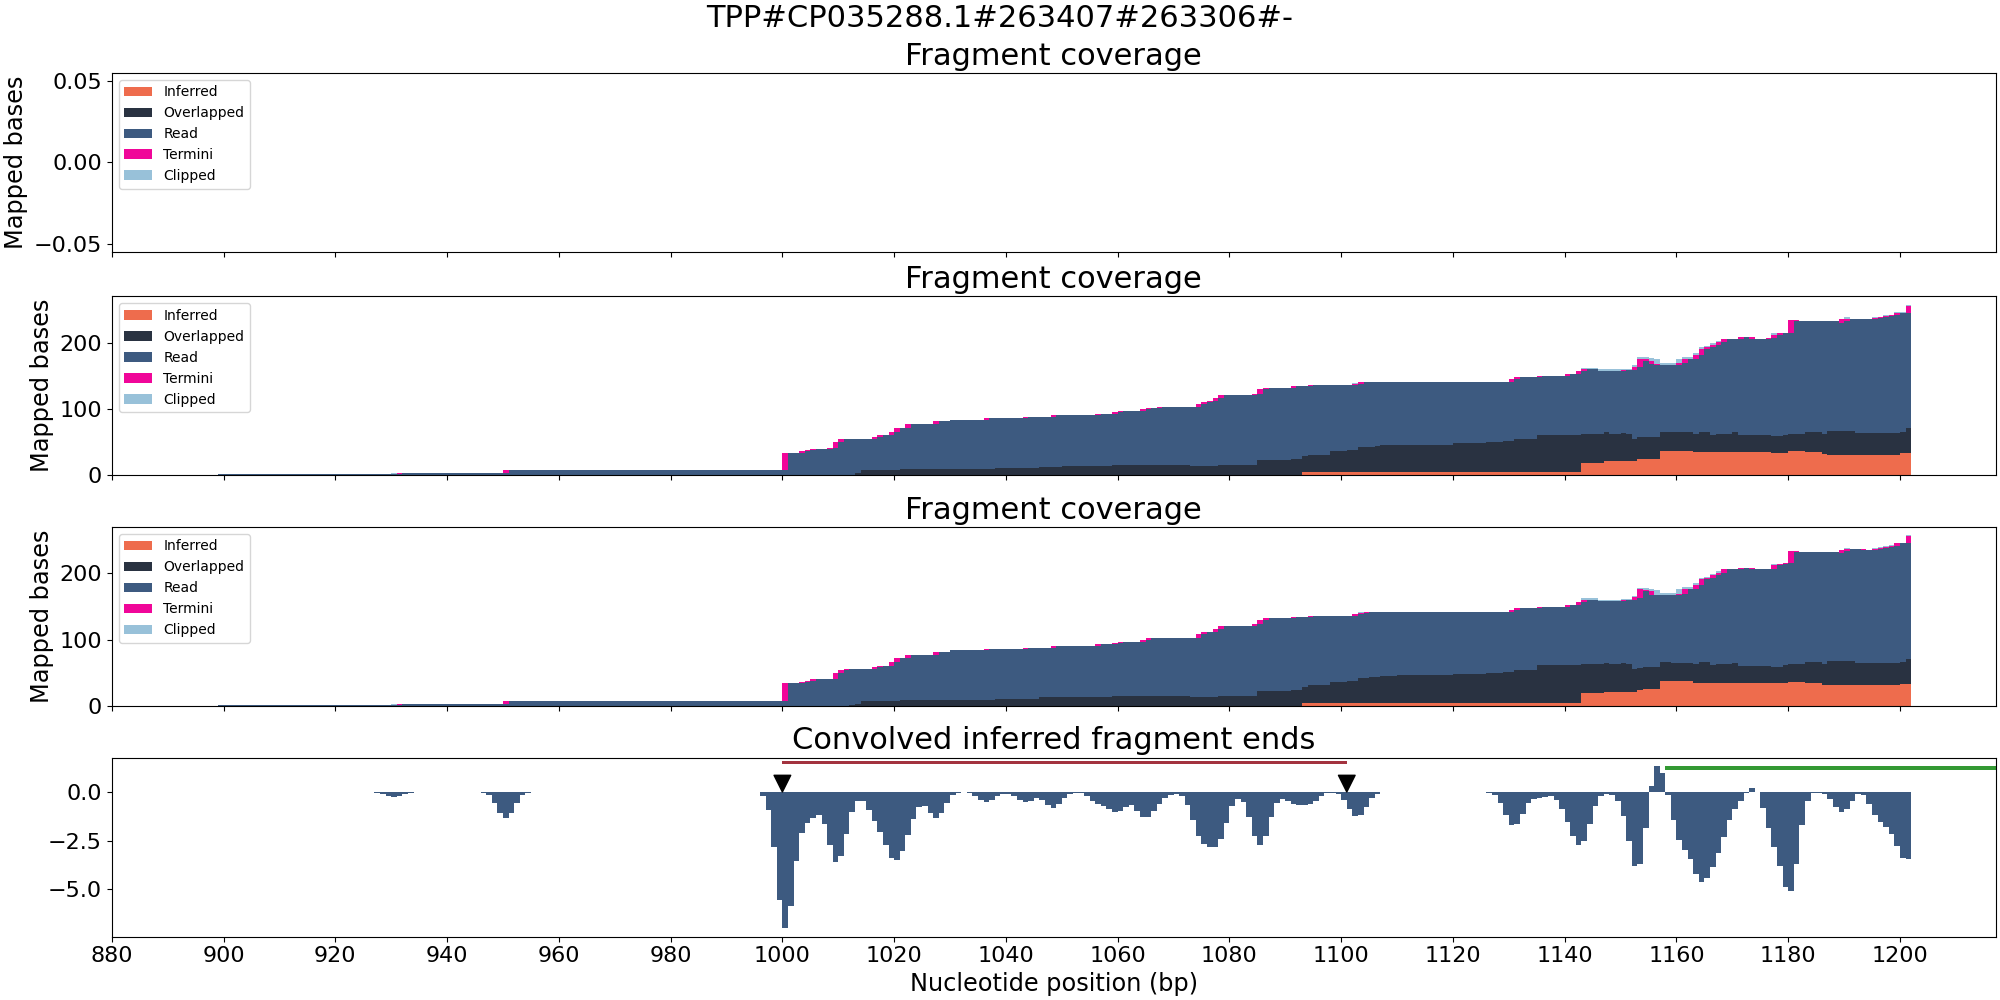 TPP#CP035288.1#263407#263306#-
Fragment coverage
Mapped bases
0.05
0.00
−0.05
Inferred
Overlapped
Read
Termini
Clipped
Fragment coverage
Mapped bases
200
100
0
Inferred
Overlapped
Read
Termini
Clipped
Fragment coverage
Mapped bases
200
100
0
Inferred
Overlapped
Read
Termini
Clipped
Convolved inferred fragment ends
0.0
−2.5
−5.0
880 900 920 940 960 980 1000 1020 1040 1060 1080 1100 1120 1140 1160 1180 1200
Nucleotide position (bp)